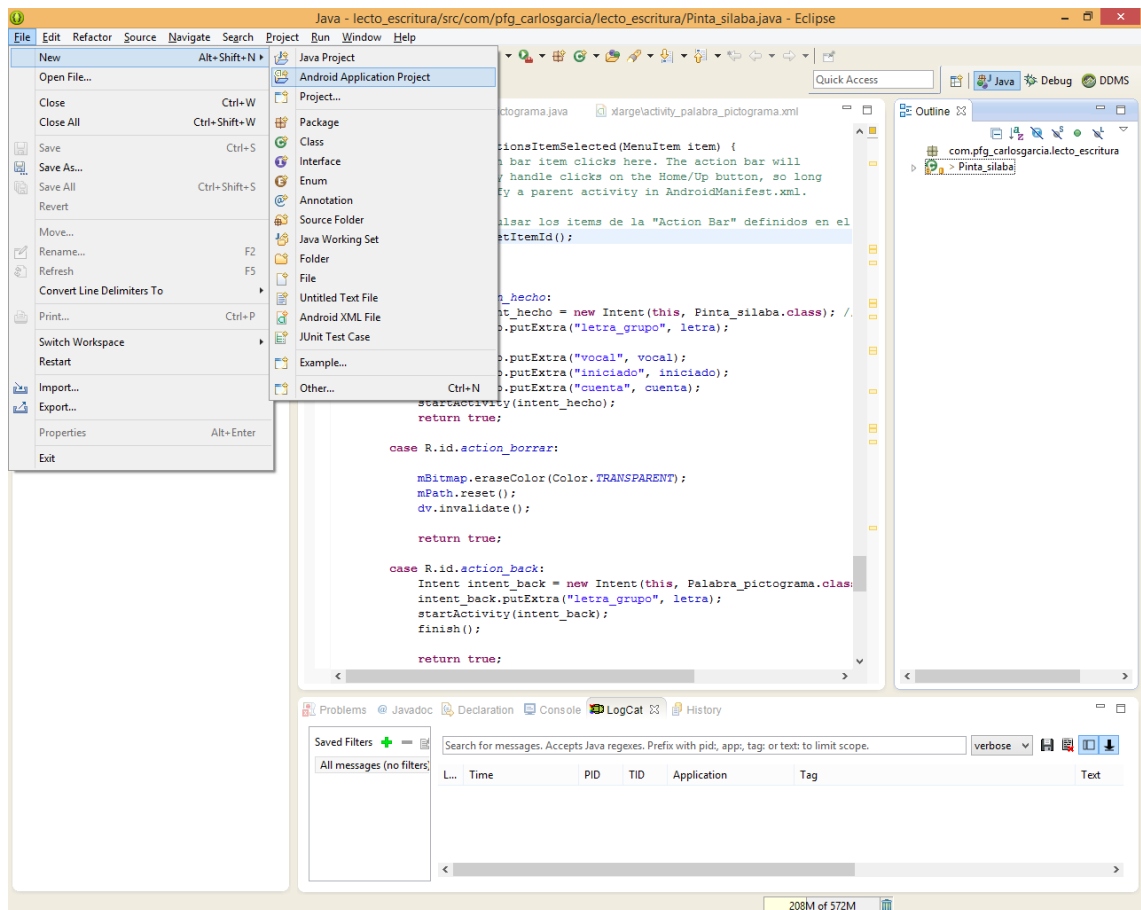 Java - lecto_escritura/src/com/pfg_carlosgarcia/lecto_escritura/Pinta_silaba.java - Eclipse
File Edit Refactor Source Navigate Search Project Run Window Help
New Alt+Shift+N
Open File...
Close Ctrl+W
Close All Ctrl+Shift+W
Save Ctrl+S
Save As...
Save All Ctrl+Shift+S
Revert
Move...
Rename... F2
Refresh F5
Convert Line Delimiters To
Print... Ctrl+P
Switch Workspace
Restart
Import...
Export...
Properties Alt+Enter
Exit
Java Project
Android Application Project
Project...
Package
Class
Interface
Enum
Annotation
Source Folder
Java Working Set
Folder
File
Untitled Text File
Android XML File
JUnit Test Case
Example...
Other... Ctrl+N
Quick Access
Java Debug DDMS
ctograma.java xlarge\activity_palabra_pictograma.xml
ionsItemSelected(MenuItem item) {
bar item clicks here. The action bar will
y handle clicks on the Home/Up button, so long
fy a parent activity in AndroidManifest.xml.
lsar los items de la "Action Bar" definidos en el
etItemId();
n_hecho:
nt_hecho = new Intent(this, Pinta_silaba.class); /
o.putExtra("letra_grupo", letra);
o.putExtra("vocal", vocal);
o.putExtra("iniciado", iniciado);
o.putExtra("cuenta", cuenta);
startActivity(intent_hecho);
return true;
case R.id.action_borrar:
mBitmap.eraseColor(Color.TRANSPARENT);
mPath.reset();
dv.invalidate();
return true;
case R.id.action_back:
Intent intent_back = new Intent(this, Palabra_pictograma.clas
intent_back.putExtra("letra_grupo", letra);
startActivity(intent_back);
finish();
return true;
Outline
com.pfg_carlosgarcia.lecto_escritura
> Pinta_silaba
Problems @ Javadoc Declaration Console LogCat History
Saved Filters
All messages (no filters)
Search for messages. Accepts Java regexes. Prefix with pid:, app:, tag: or text: to limit scope.
verbose
L... Time PID TID Application Tag Text
208M of 572M